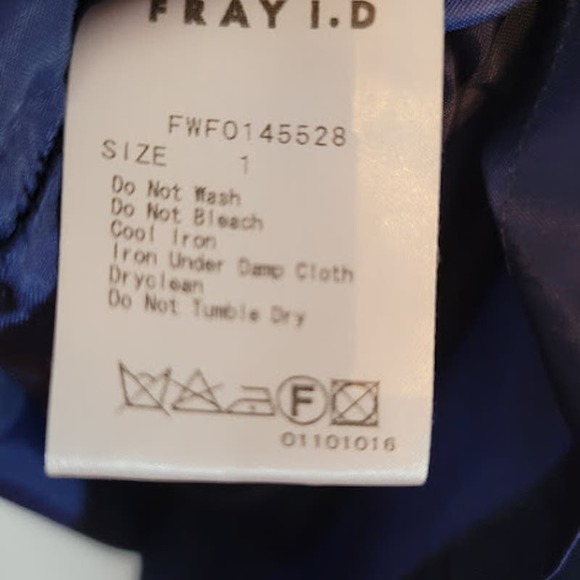 FRAY I.D
FWF0145528
SIZE 1
Do Not Wash
Do Not Bleach
Cool Iron
Iron Under Damp Cloth
Dryclean
Do Not Tumble Dry
F
01101016